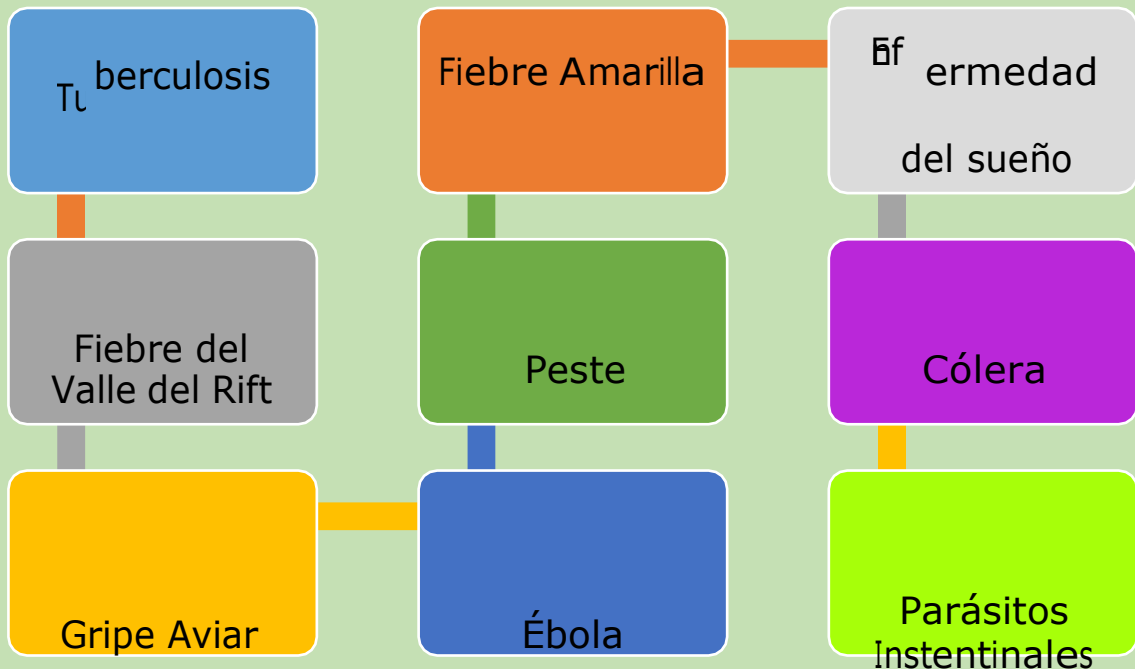 Tuberculosis
Fiebre del
Valle del Rift
Gripe Aviar
Ébola
Peste
Fiebre Amarilla
Enfermedad
del sueño
Cólera
Parásitos
Instentinales